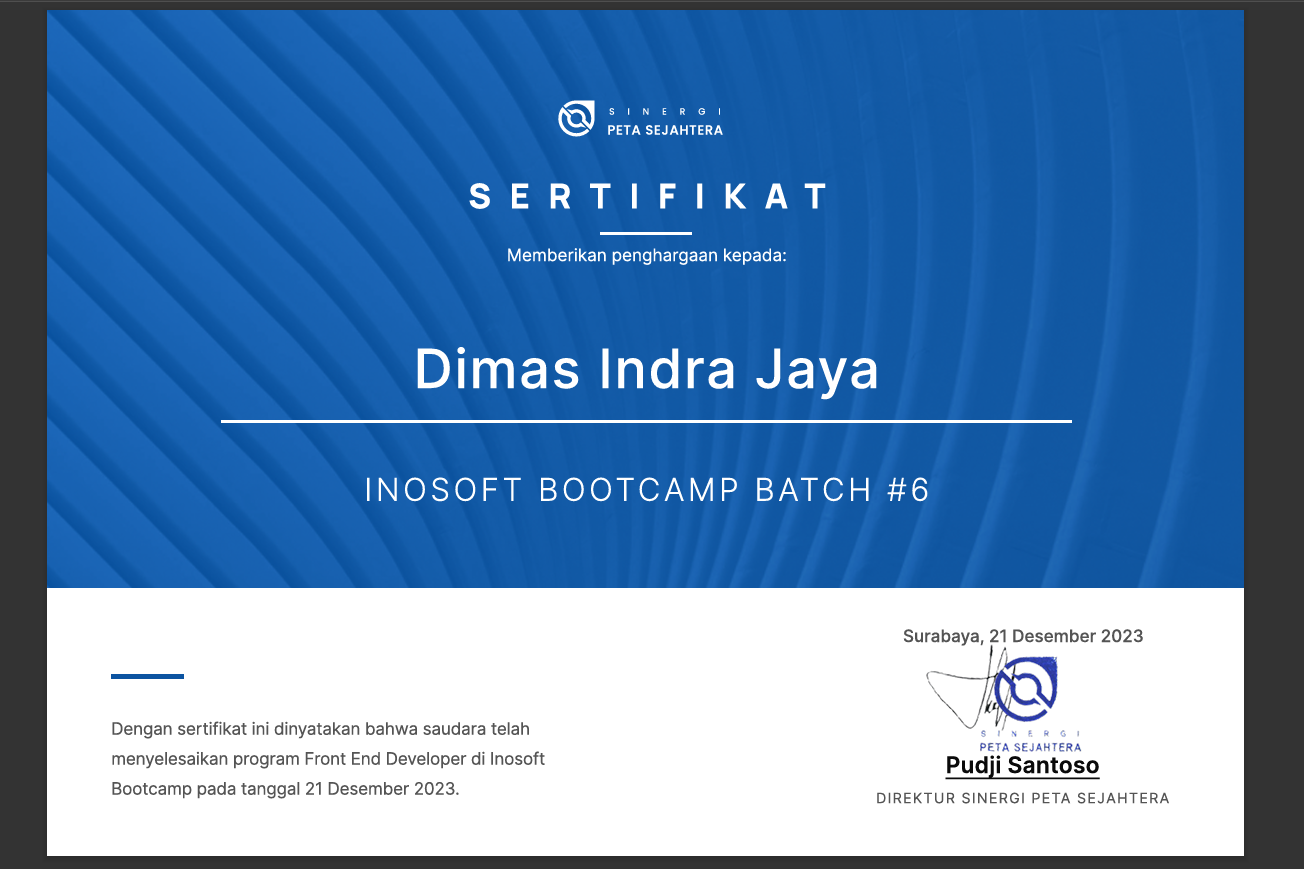 SINERGI
PETA SEJAHTERA
SERTIFIKAT
Memberikan penghargaan kepada:
Dimas Indra Jaya
INOSOFT BOOTCAMP BATCH #6
Dengan sertifikat ini dinyatakan bahwa saudara telah
menyelesaikan program Front End Developer di Inosoft
Bootcamp pada tanggal 21 Desember 2023.
Surabaya, 21 Desember 2023
SINERGI
PETA SEJAHTERA
Pudji Santoso
DIREKTUR SINERGI PETA SEJAHTERA